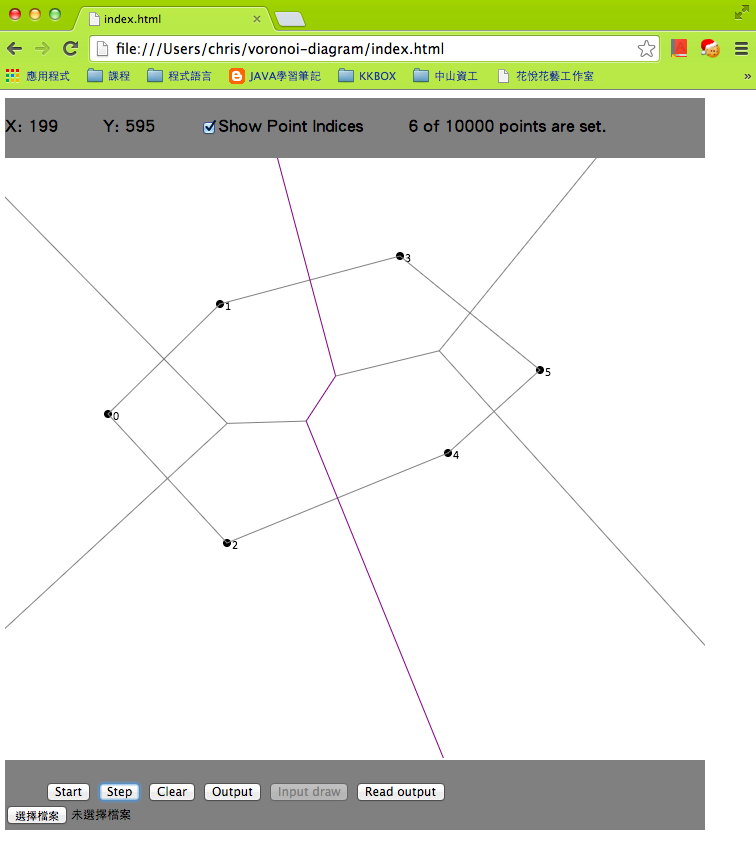 index.html
file:///Users/chris/voronoi-diagram/index.html
應用程式 課程 程式語言 JAVA學習筆記 KKBOX 中山資工 花悅花藝工作室 »
X: 199 Y: 595 Show Point Indices 6 of 10000 points are set.
3
1
5
0
4
2
Start Step Clear Output Input draw Read output
選擇檔案 未選擇檔案